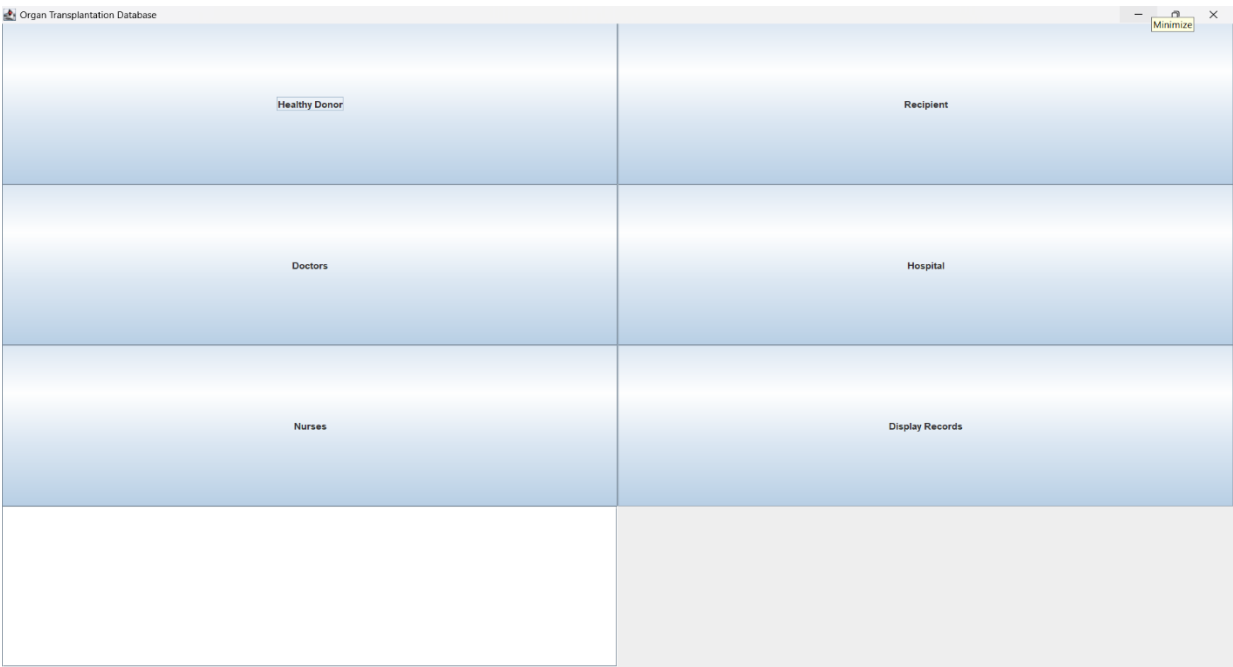 Organ Transplantation Database
Minimize
Healthy Donor
Recipient
Doctors
Hospital
Nurses
Display Records